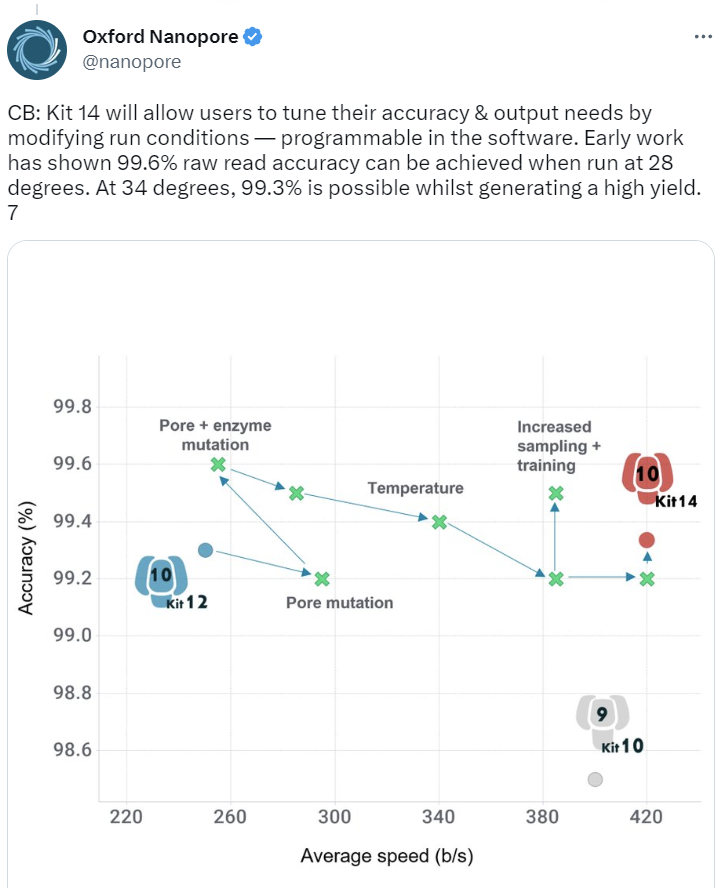 Oxford Nanopore
@nanopore
CB: Kit 14 will allow users to tune their accuracy & output needs by
modifying run conditions — programmable in the software. Early work
has shown 99.6% raw read accuracy can be achieved when run at 28
degrees. At 34 degrees, 99.3% is possible whilst generating a high yield.
7
99.8
99.6
99.4
99.2
99.0
98.8
98.6
Accuracy (%)
Pore + enzyme
mutation
Temperature
Increased
sampling +
training
10
Kit14
10
Kit 12
Pore mutation
9
Kit 10
220 260 300 340 380 420
Average speed (b/s)